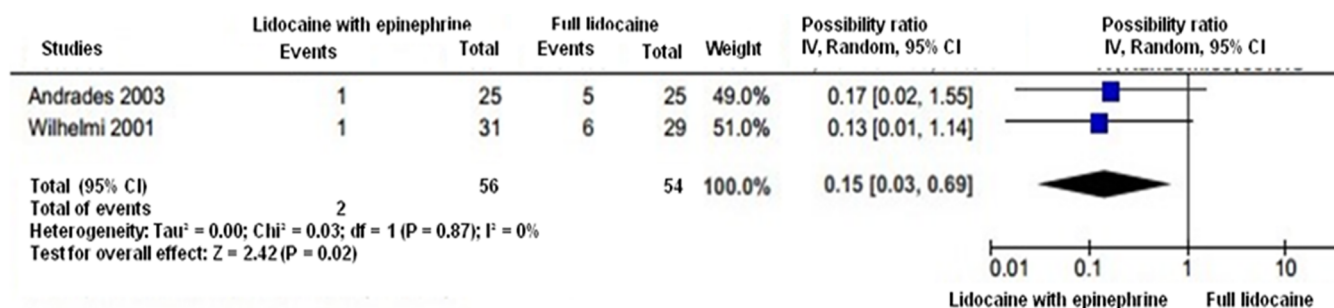 Lidocaine with epinephrine Full lidocaine Possibility ratio Possibility ratio
Studies Events Total Events Total Weight IV, Random, 95% CI IV, Random, 95% CI
Andrades 2003 1 25 5 25 49.0% 0.17 [0.02, 1.55]
Wilhelmi 2001 1 31 6 29 51.0% 0.13 [0.01, 1.14]
Total (95% CI) 56 54 100.0% 0.15 [0.03, 0.69]
Total of events 2
Heterogeneity: Tau² = 0.00; Chi² = 0.03; df = 1 (P = 0.87); I² = 0%
Test for overall effect: Z = 2.42 (P = 0.02)
0.01 0.1 1 10
Lidocaine with epinephrine Full lidocaine